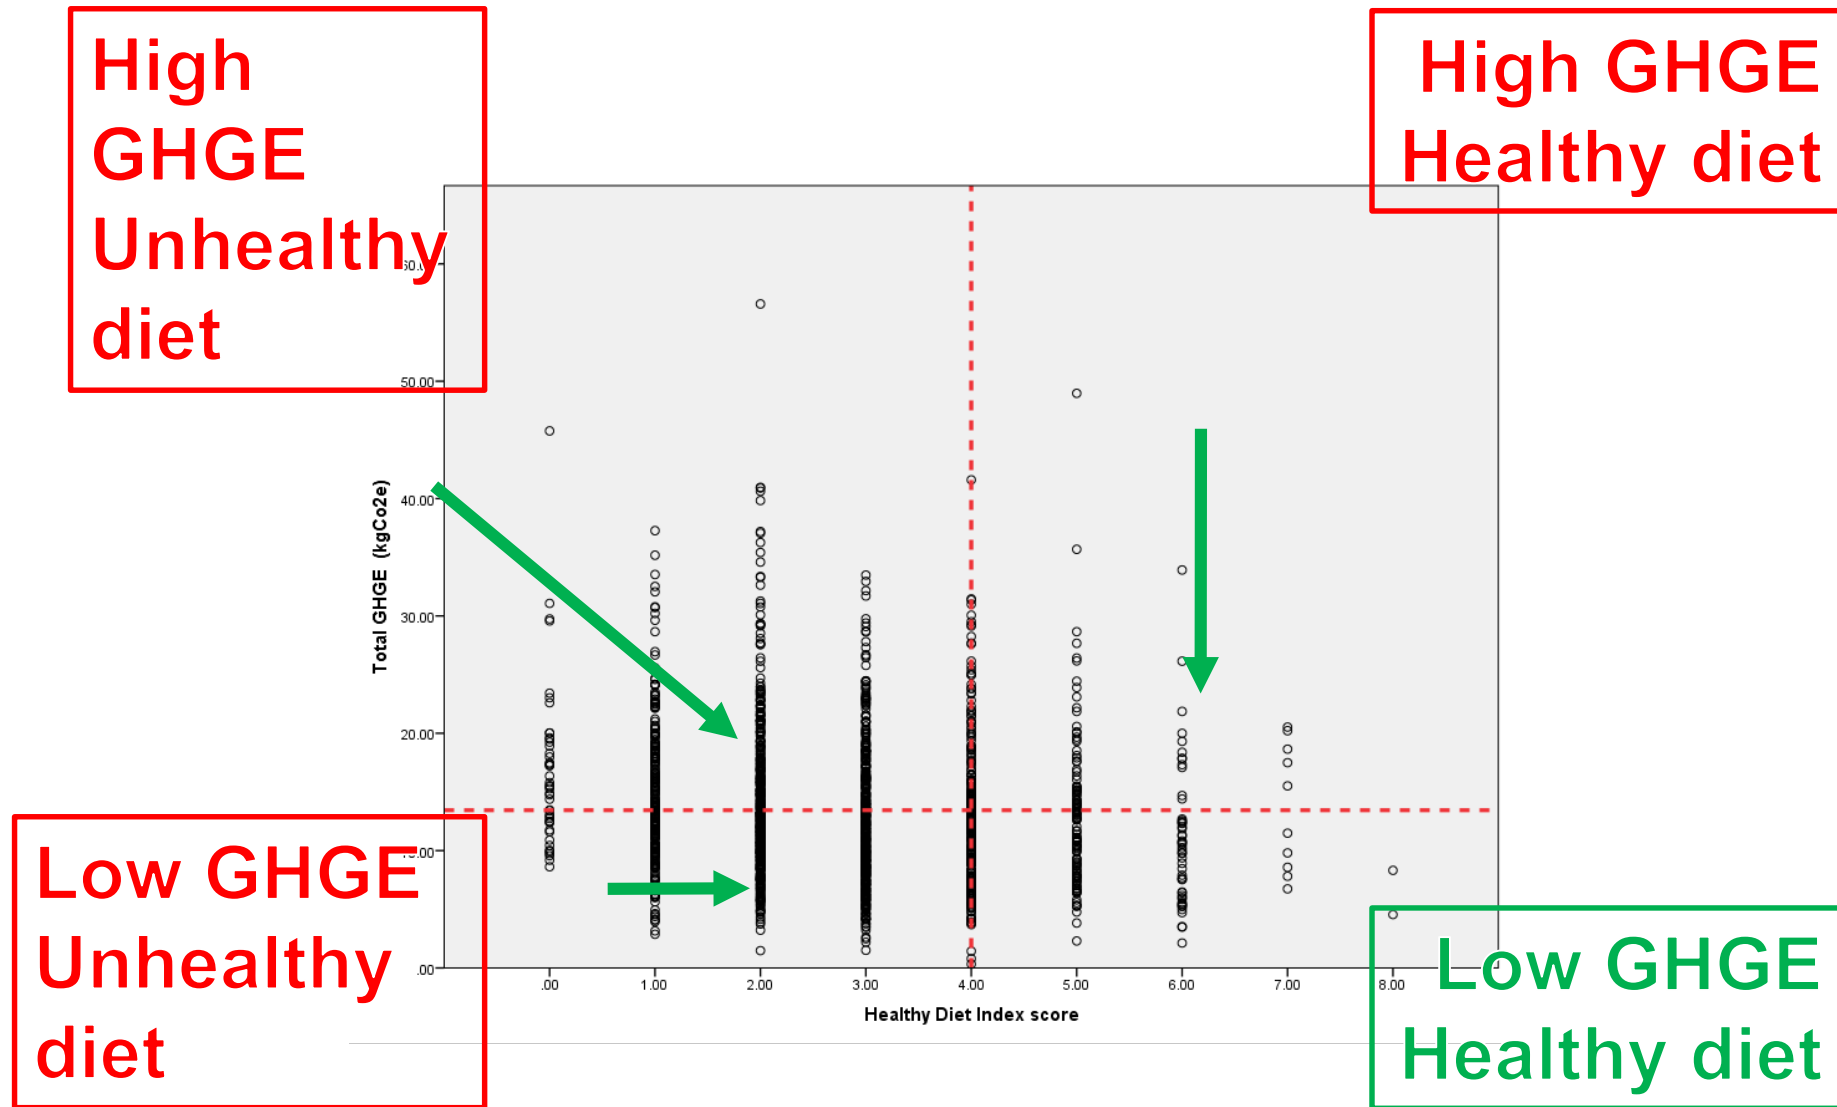 High
GHGE
Unhealthy
diet
High GHGE
Healthy diet
50.00
40.00
30.00
20.00
.00
Total GHGE (kgCo2e)
Low GHGE
Unhealthy
diet
.00 1.00 2.00 3.00 4.00 5.00 6.00 7.00 8.00
Healthy Diet Index score
Low GHGE
Healthy diet